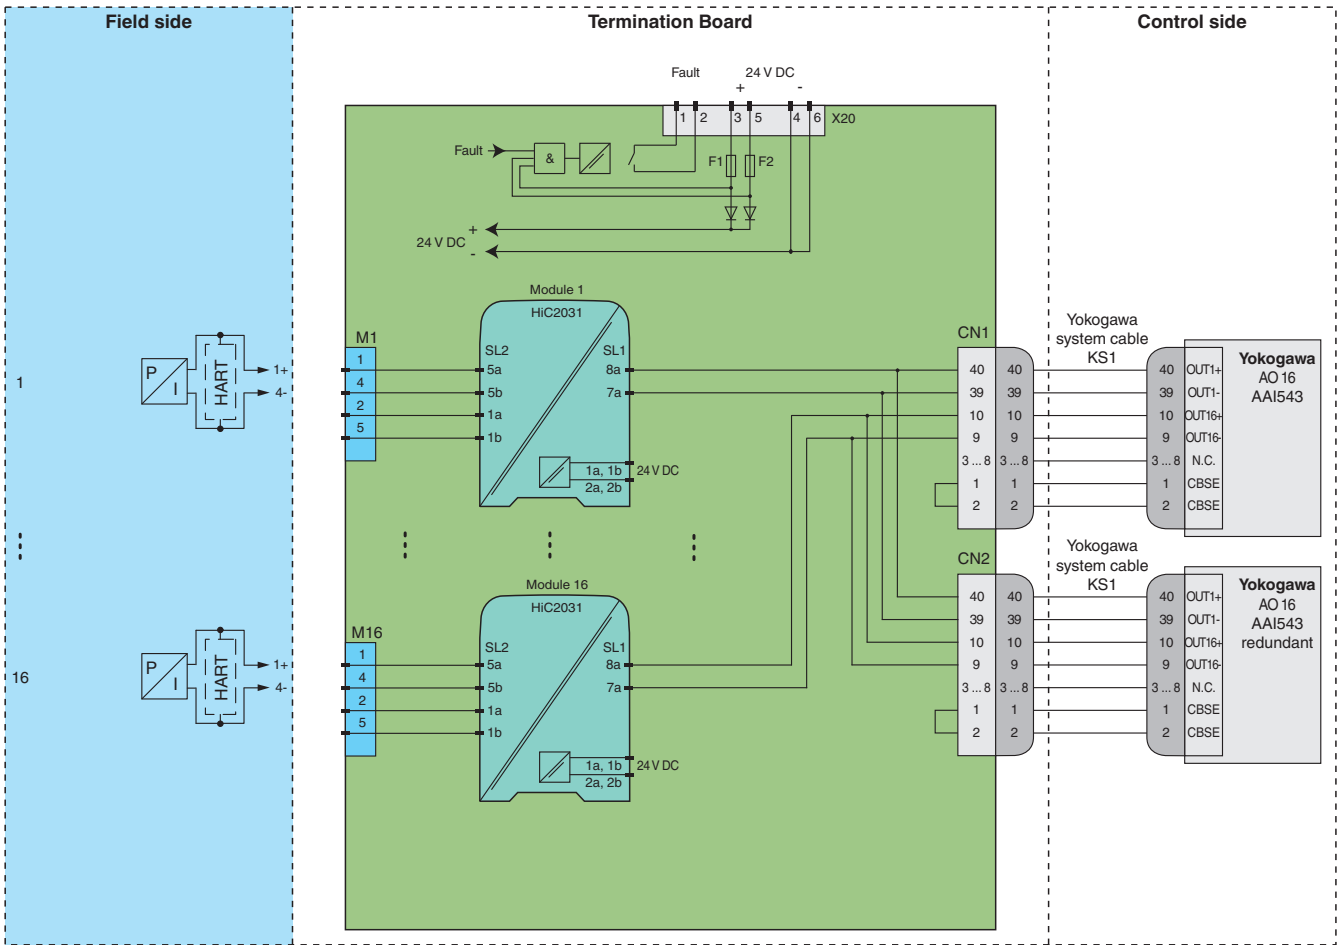 Field side
Termination Board
Control side
Fault
24 V DC
+
-
1
2
3
5
4
6
X20
Fault
&
F1
F2
+
24 V DC
-
Module 1
HiC2031
M1
1
4
2
5
SL2
5a
5b
1a
1b
SL1
8a
7a
1a, 1b
2a, 2b
24 V DC
1
P
I
HART
1+
4-
CN1
40
39
10
9
3 ... 8
1
2
40
39
10
9
3 ... 8
1
2
Yokogawa
system cable
KS1
40
39
10
9
3 ... 8
1
2
OUT1+
OUT1-
OUT16+
OUT16-
N.C.
CBSE
CBSE
Yokogawa
AO 16
AAI543
Module 16
HiC2031
M16
1
4
2
5
SL2
5a
5b
1a
1b
SL1
8a
7a
1a, 1b
2a, 2b
24 V DC
16
P
I
HART
1+
4-
CN2
40
39
10
9
3 ... 8
1
2
40
39
10
9
3 ... 8
1
2
Yokogawa
system cable
KS1
40
39
10
9
3 ... 8
1
2
OUT1+
OUT1-
OUT16+
OUT16-
N.C.
CBSE
CBSE
Yokogawa
AO 16
AAI543
redundant